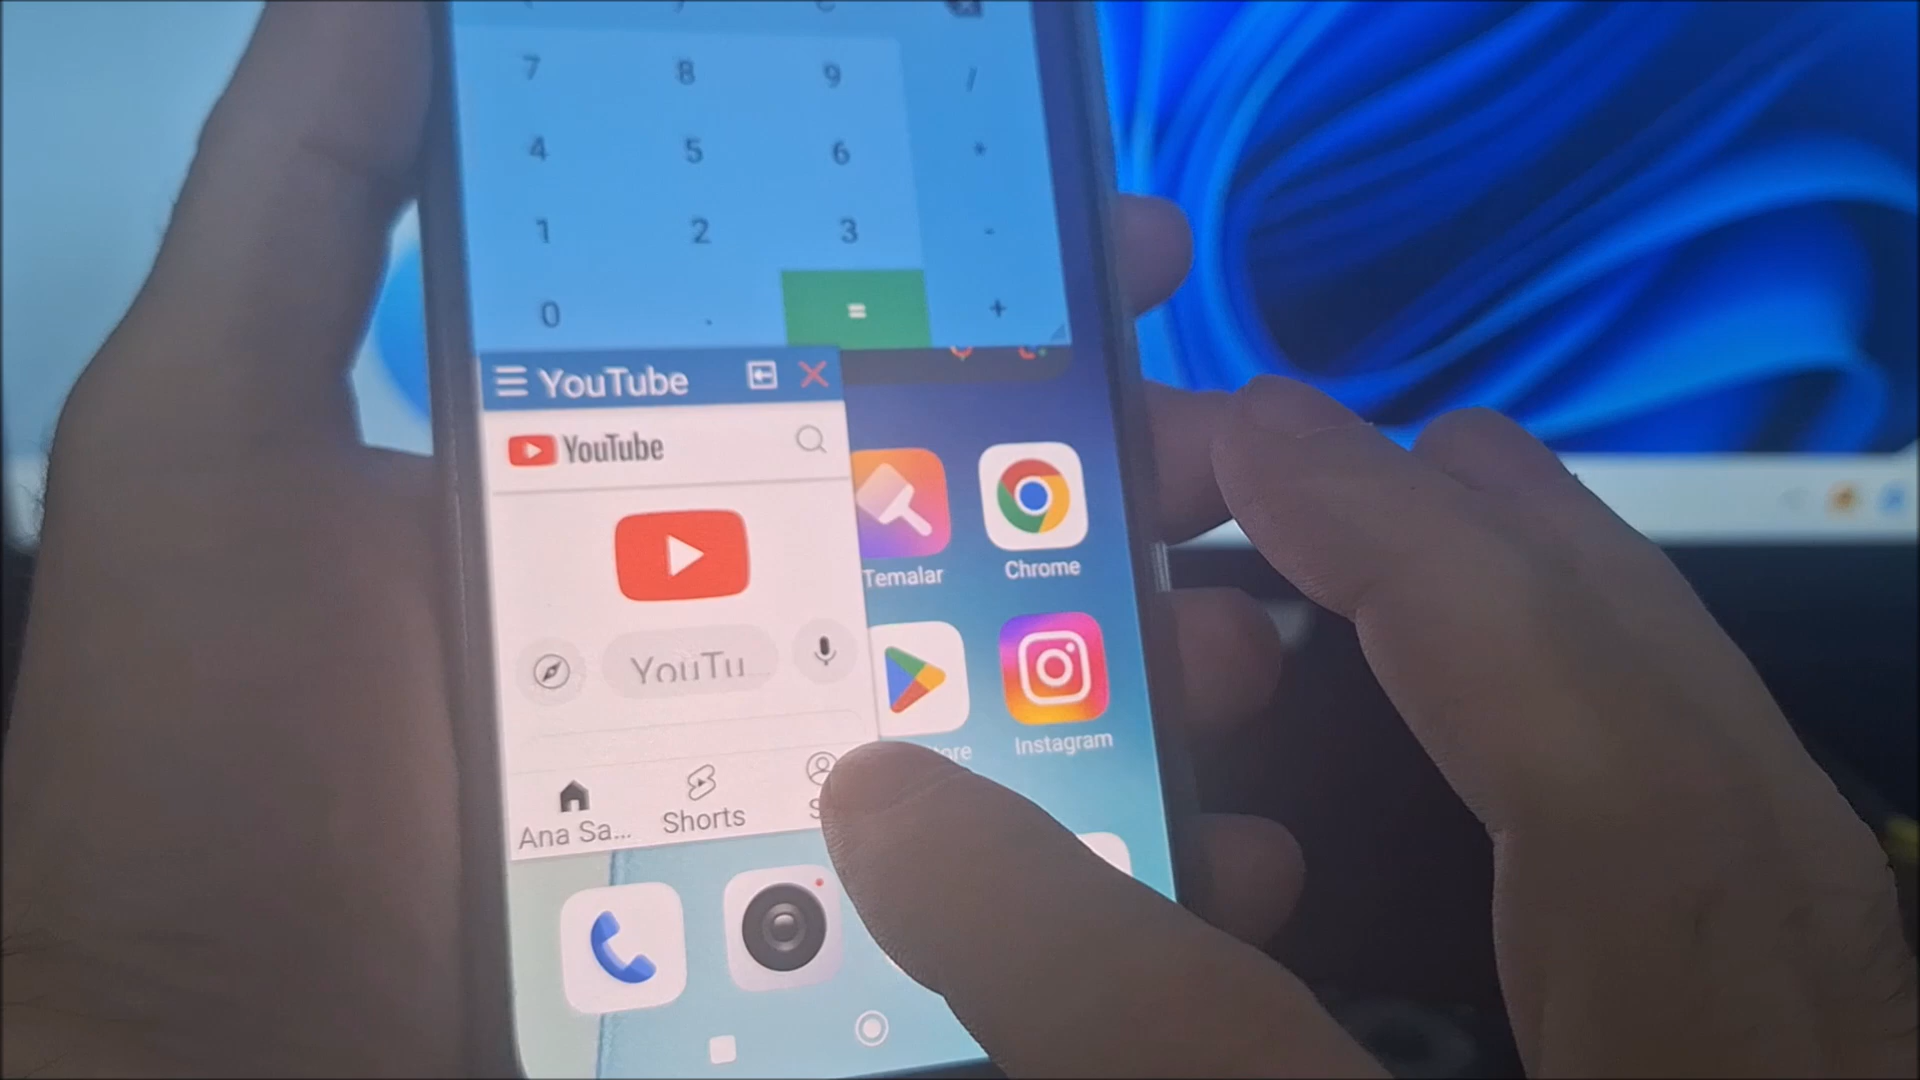 7 8 9 /
4 5 6 *
1 2 3 -
0 . = +
YouTube
YouTube
YouTu
Ana Sa...
Shorts
Temalar
Chrome
Instagram